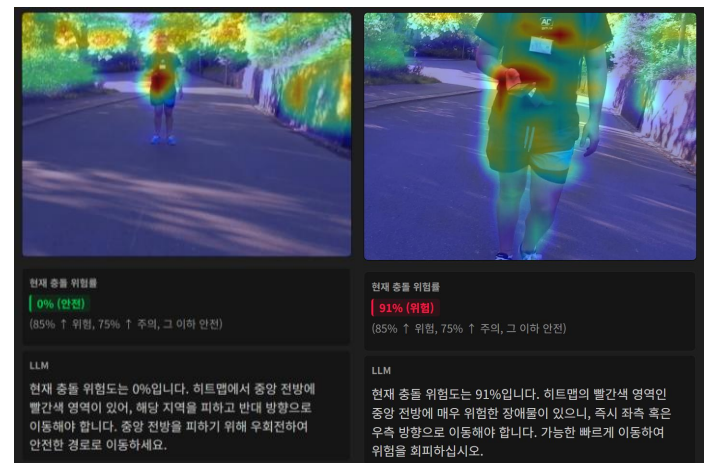 현재 충돌 위험률
0% (안전)
(85% ↑ 위험, 75% ↑ 주의, 그 이하 안전)
LLM
현재 충돌 위험도는 0%입니다. 히트맵에서 중앙 전방에
빨간색 영역이 있어, 해당 지역을 피하고 반대 방향으로
이동해야 합니다. 중앙 전방을 피하기 위해 우회전하여
안전한 경로로 이동하세요.
현재 충돌 위험률
91% (위험)
(85% ↑ 위험, 75% ↑ 주의, 그 이하 안전)
LLM
현재 충돌 위험도는 91%입니다. 히트맵의 빨간색 영역인
중앙 전방에 매우 위험한 장애물이 있으니, 즉시 좌측 혹은
우측 방향으로 이동해야 합니다. 가능한 빠르게 이동하여
위험을 회피하십시오.